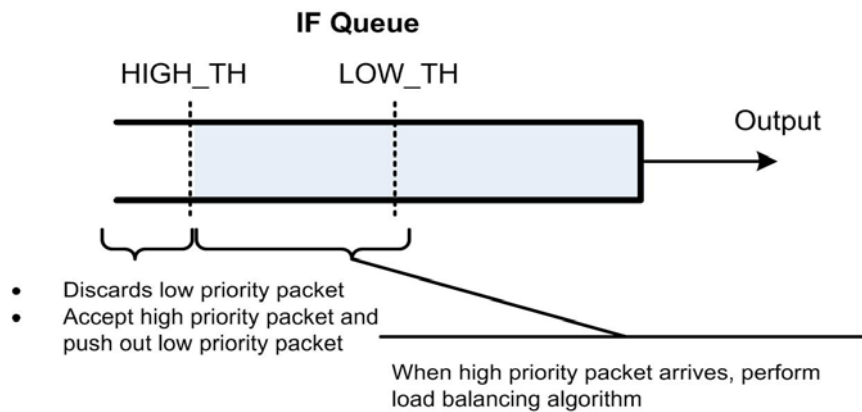 IF Queue
HIGH_TH
LOW_TH
Output
• Discards low priority packet
• Accept high priority packet and
push out low priority packet
When high priority packet arrives, perform
load balancing algorithm